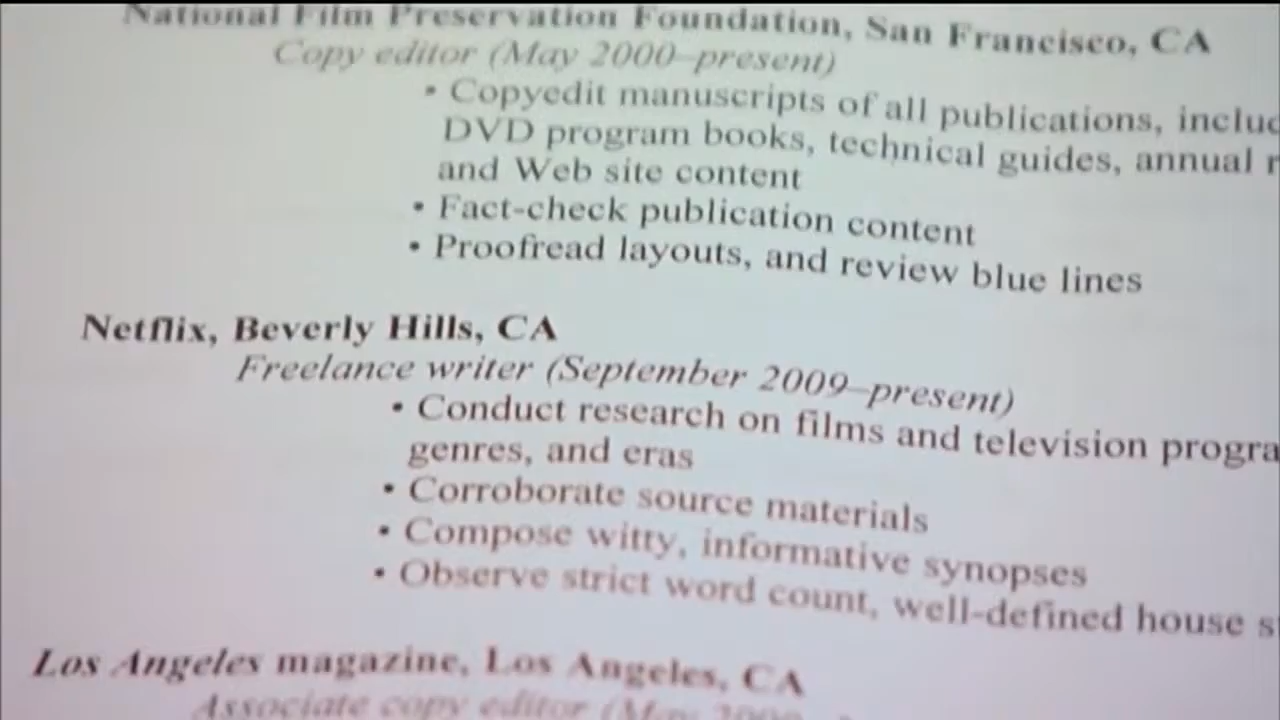 National Film Preservation Foundation, San Francisco, CA
Copy editor (May 2000–present)
• Copyedit manuscripts of all publications, includ
DVD program books, technical guides, annual r
and Web site content
• Fact-check publication content
• Proofread layouts, and review blue lines
Netflix, Beverly Hills, CA
Freelance writer (September 2009–present)
• Conduct research on films and television progra
genres, and eras
• Corroborate source materials
• Compose witty, informative synopses
• Observe strict word count, well-defined house s
Los Angeles magazine, Los Angeles, CA
Associate copy editor (May